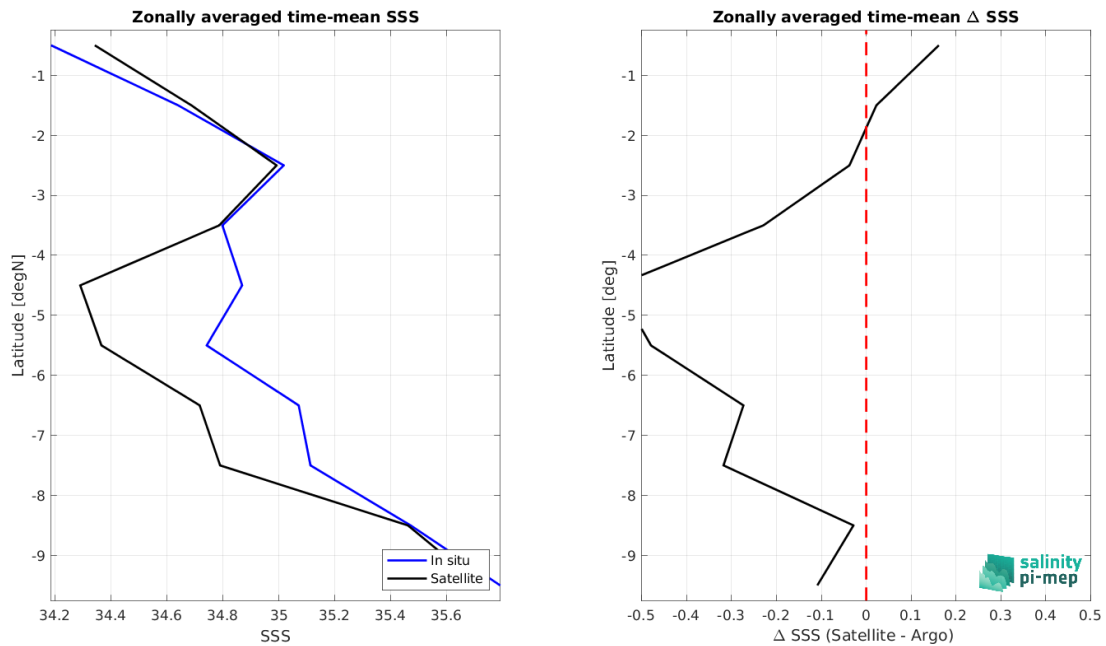 Zonally averaged time-mean SSS
Latitude [degN]
-1
-2
-3
-4
-5
-6
-7
-8
-9
34.2 34.4 34.6 34.8 35 35.2 35.4 35.6
SSS
In situ
Satellite
Zonally averaged time-mean Δ SSS
Latitude [deg]
-1
-2
-3
-4
-5
-6
-7
-8
-9
-0.5 -0.4 -0.3 -0.2 -0.1 0 0.1 0.2 0.3 0.4 0.5
Δ SSS (Satellite - Argo)
salinity
pi-mep